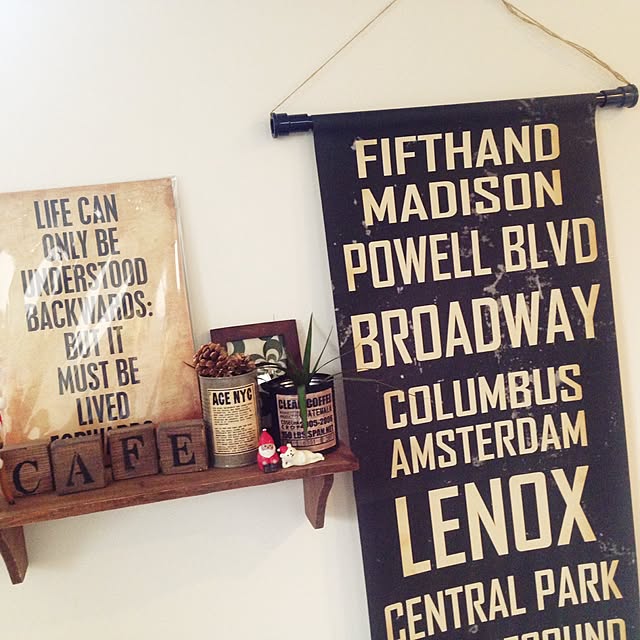 LIFE CAN
ONLY BE
UNDERSTOOD
BACKWARDS:
BUT IT
MUST BE
LIVED
FORWARDS
CAFE
ACE NYC
CLEAN COFFEE
FIFTHAND
MADISON
POWELL BLVD
BROADWAY
COLUMBUS
AMSTERDAM
LENOX
CENTRAL PARK